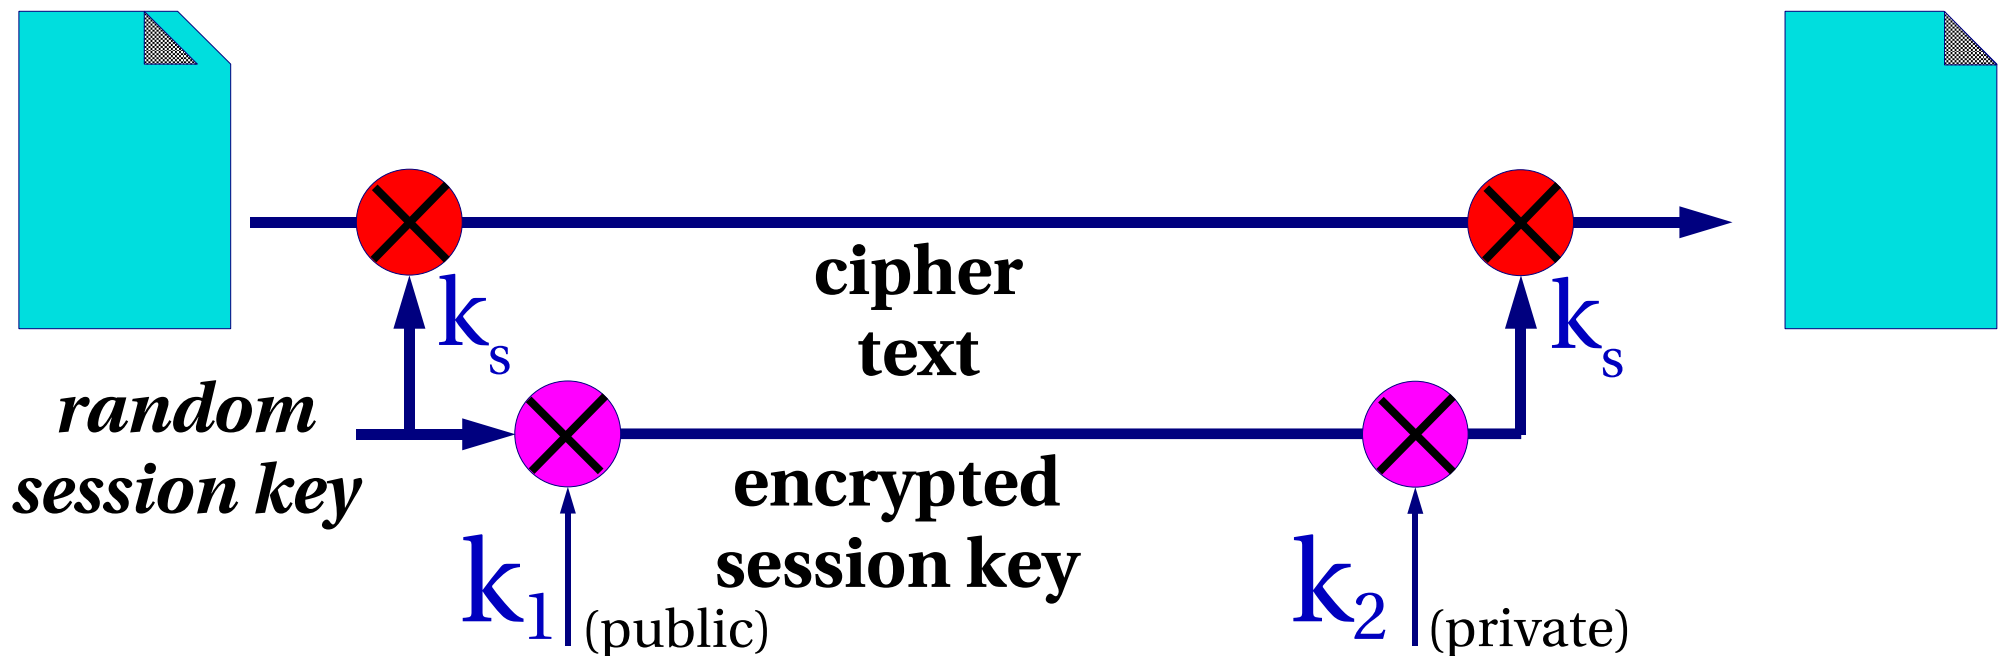 cipher
text
k_s
k_s
random
session key
encrypted
session key
k_1
(public)
k_2
(private)